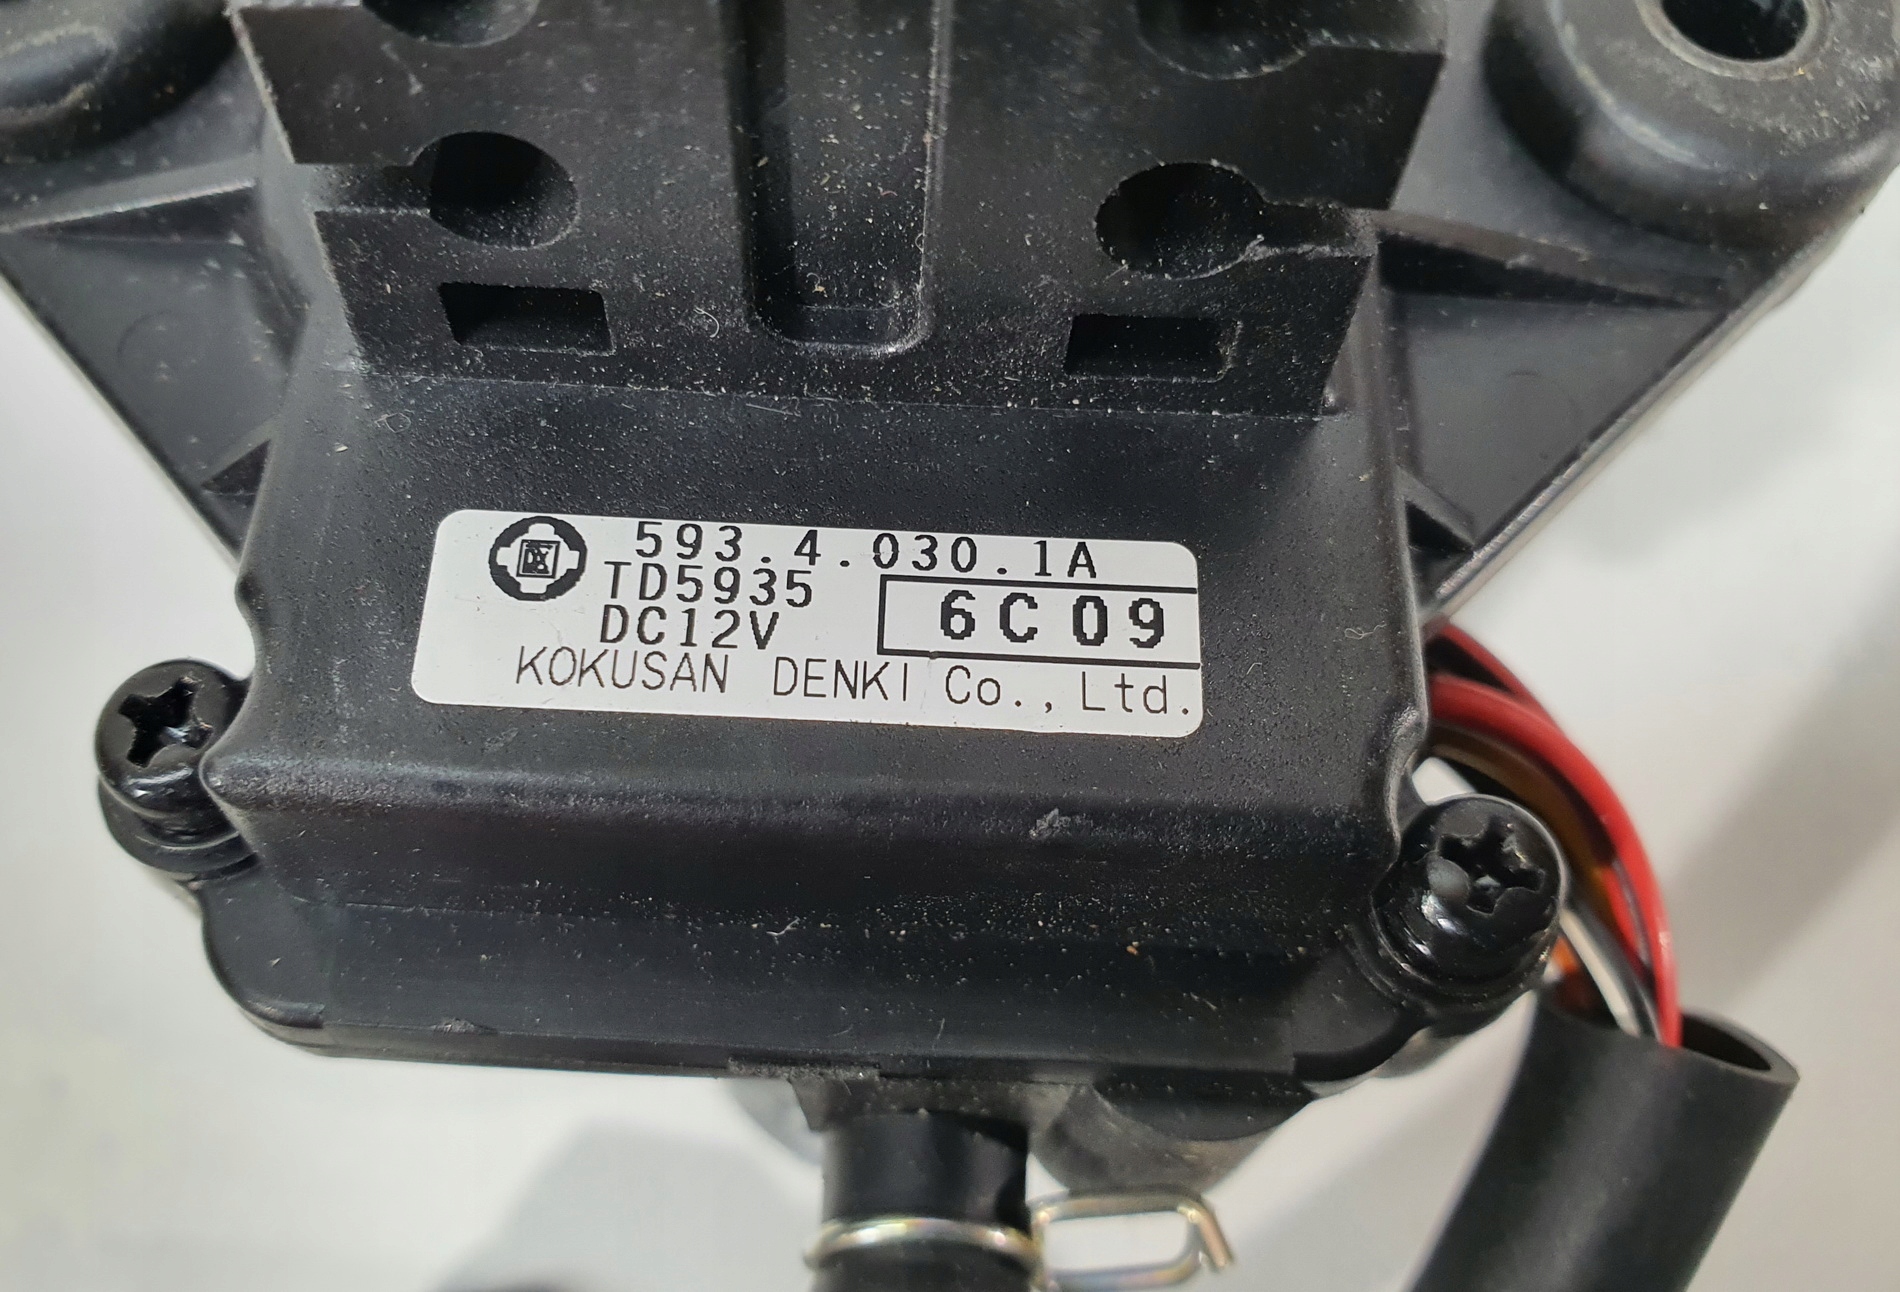 593.4.030.1A
TD5935
6C09
DC12V
KOKUSAN DENKI Co., Ltd.